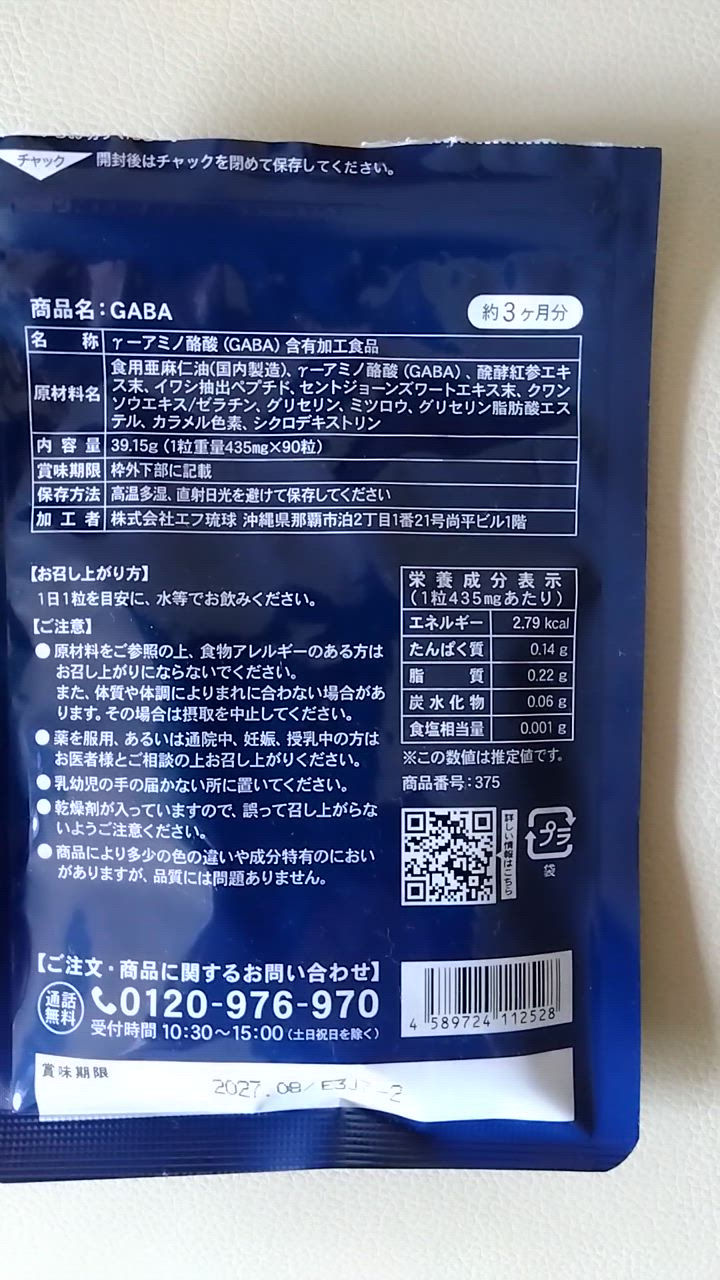 チャック
開封後はチャックを閉めて保存してください。
商品名：GABA
約3ヶ月分
名　称 γーアミノ酪酸 (GABA) 含有加工食品
原材料名 食用亜麻仁油(国内製造)、γーアミノ酪酸 (GABA) 、醗酵紅参エキ
ス末、イワシ抽出ペプチド、セントジョーンズワートエキス末、クワン
ソウエキス/ゼラチン、グリセリン、ミツロウ、グリセリン脂肪酸エス
テル、カラメル色素、シクロデキストリン
内容量 39.15g (1粒重量435mg×90粒)
賞味期限 枠外下部に記載
保存方法 高温多湿、直射日光を避けて保存してください
加工者 株式会社エフ琉球 沖縄県那覇市泊2丁目1番21号尚平ビル1階
【お召し上がり方】
1日1粒を目安に、水等でお飲みください。
【ご注意】
●原材料をご参照の上、食物アレルギーのある方は
お召し上がりにならないでください。
また、体質や体調によりまれに合わない場合があ
ります。その場合は摂取を中止してください。
●薬を服用、あるいは通院中、妊娠、授乳中の方は
お医者様とご相談の上お召し上がりください。
●乳幼児の手の届かない所に置いてください。
●乾燥剤が入っていますので、誤って召し上がらな
いようご注意ください。
●商品により多少の色の違いや成分特有のにおい
がありますが、品質には問題ありません。
栄養成分表示
(1粒435mgあたり)
エネルギー 2.79 kcal
たんぱく質 0.14 g
脂　質 0.22 g
炭水化物 0.06 g
食塩相当量 0.001 g
※この数値は推定値です。
商品番号：375
詳しい情報はこちら
プラ
袋
【ご注文・商品に関するお問い合わせ】
通話
無料
0120-976-970
受付時間 10:30～15:00 (土日祝日を除く)
4 589724 112528
賞味期限
2027.08/